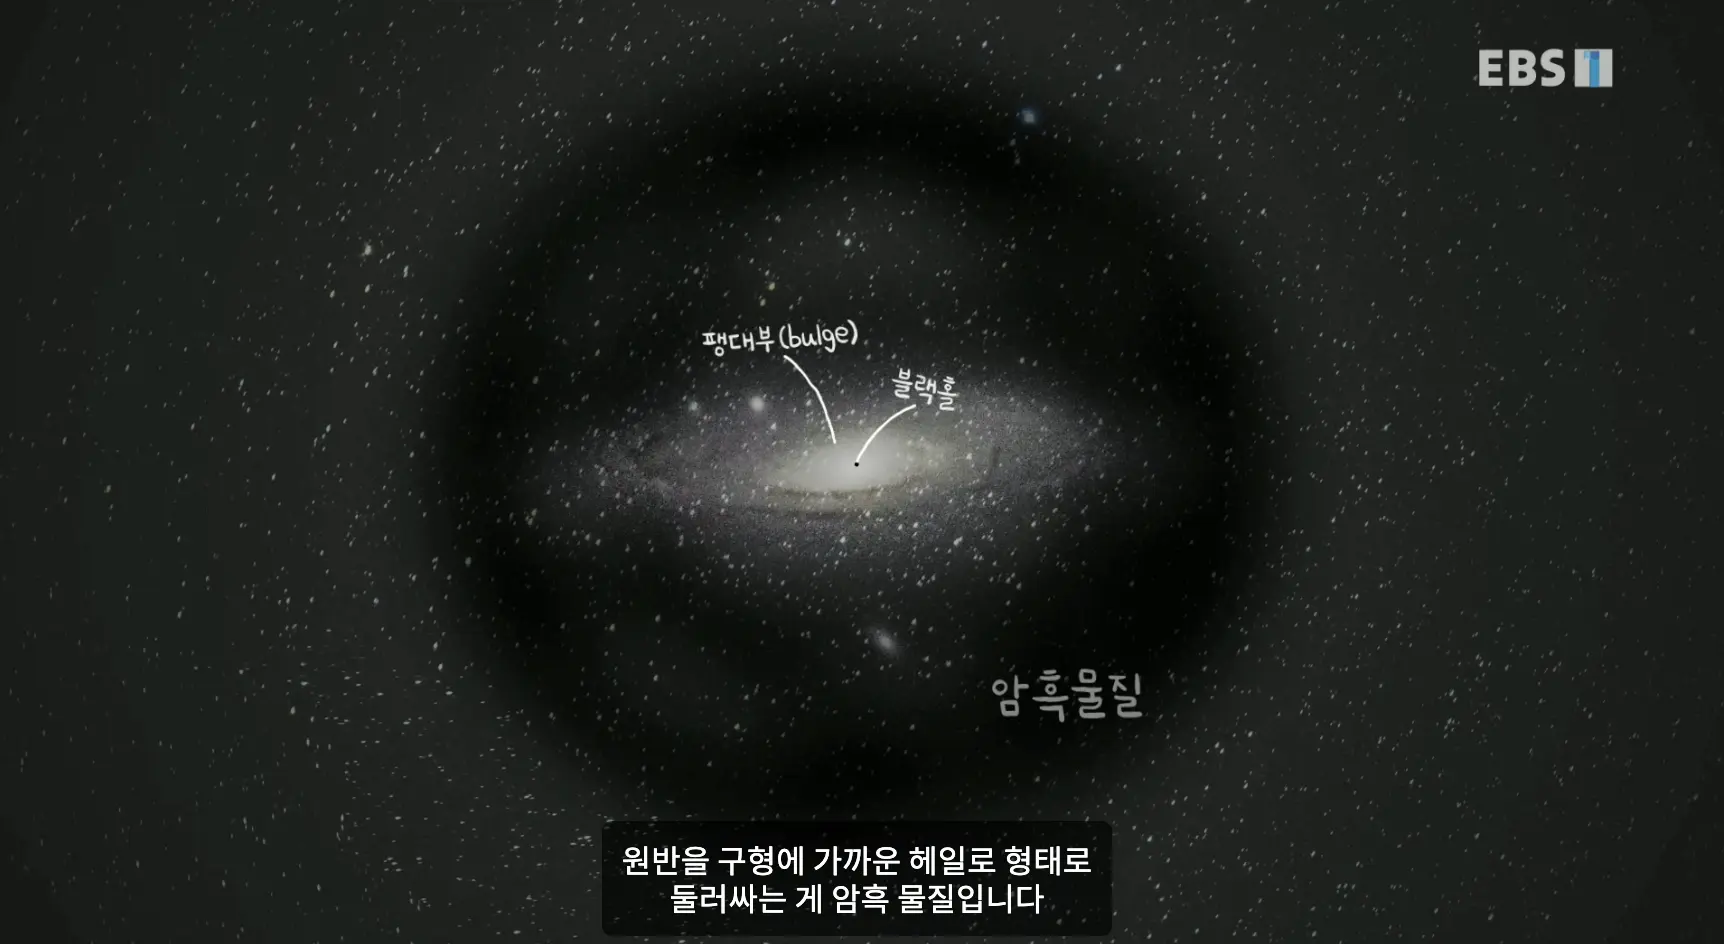 EBS 1
팽대부(bulge)
블랙홀
암흑물질
원반을 구형에 가까운 헤일로 형태로
둘러싸는 게 암흑 물질입니다